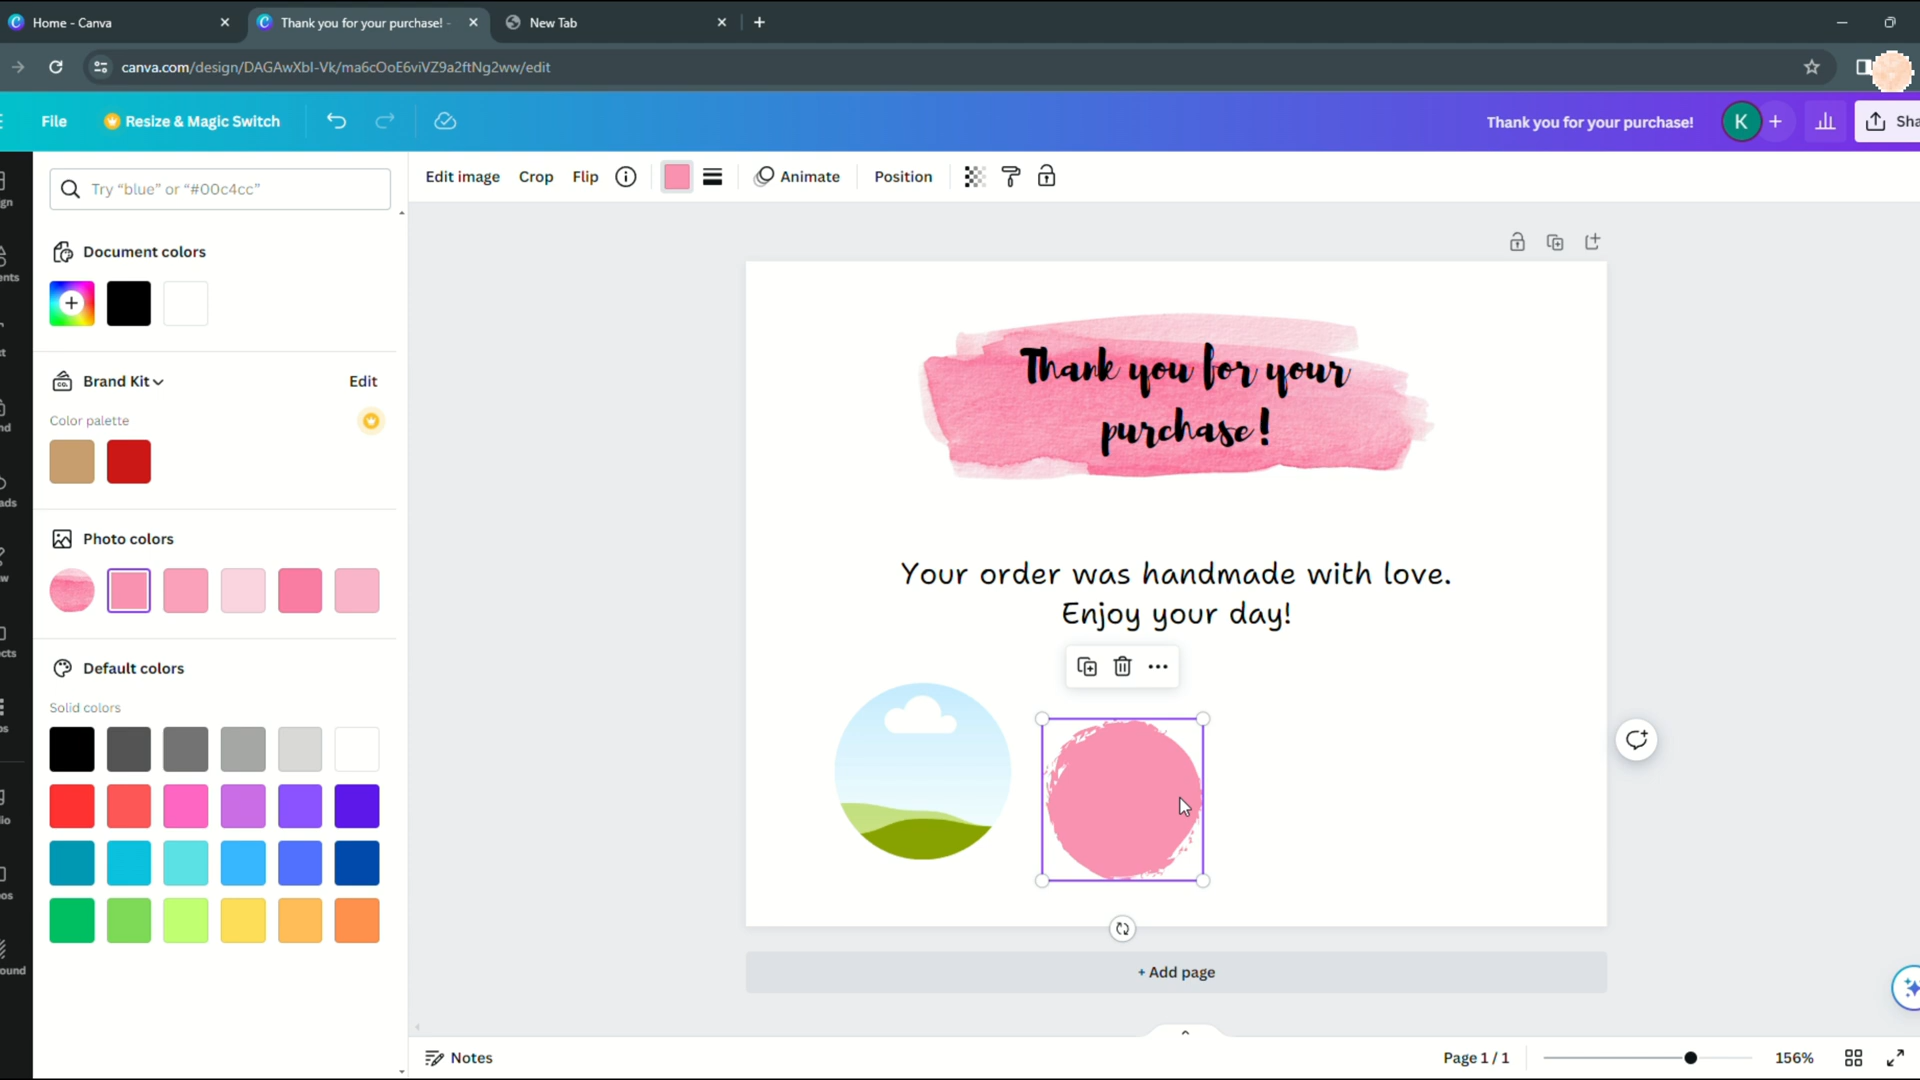 Home - Canva
Thank you for your purchase! -
New Tab
canva.com/design/DAGAwXbI-Vk/ma6cOoE6viVZ9a2ftNg2ww/edit
File
Resize & Magic Switch
Thank you for your purchase!
K
Sha
Try “blue” or “#00c4cc”
Edit image
Crop
Flip
Animate
Position
Document colors
Brand Kit
Edit
Color palette
Photo colors
Default colors
Solid colors
Thank you for your
purchase!
Your order was handmade with love.
Enjoy your day!
+ Add page
Notes
Page 1 / 1
156%